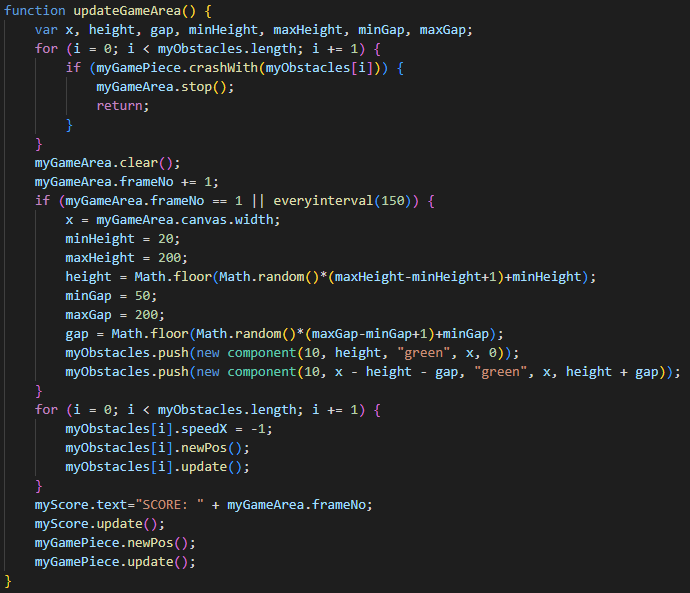 function updateGameArea() {
    var x, height, gap, minHeight, maxHeight, minGap, maxGap;
    for (i = 0; i < myObstacles.length; i += 1) {
        if (myGamePiece.crashWith(myObstacles[i])) {
            myGameArea.stop();
            return;
        }
    }
    myGameArea.clear();
    myGameArea.frameNo += 1;
    if (myGameArea.frameNo == 1 || everyinterval(150)) {
        x = myGameArea.canvas.width;
        minHeight = 20;
        maxHeight = 200;
        height = Math.floor(Math.random()*(maxHeight-minHeight+1)+minHeight);
        minGap = 50;
        maxGap = 200;
        gap = Math.floor(Math.random()*(maxGap-minGap+1)+minGap);
        myObstacles.push(new component(10, height, "green", x, 0));
        myObstacles.push(new component(10, x - height - gap, "green", x, height + gap));
    }
    for (i = 0; i < myObstacles.length; i += 1) {
        myObstacles[i].speedX = -1;
        myObstacles[i].newPos();
        myObstacles[i].update();
    }
    myScore.text="SCORE: " + myGameArea.frameNo;
    myScore.update();
    myGamePiece.newPos();
    myGamePiece.update();
}